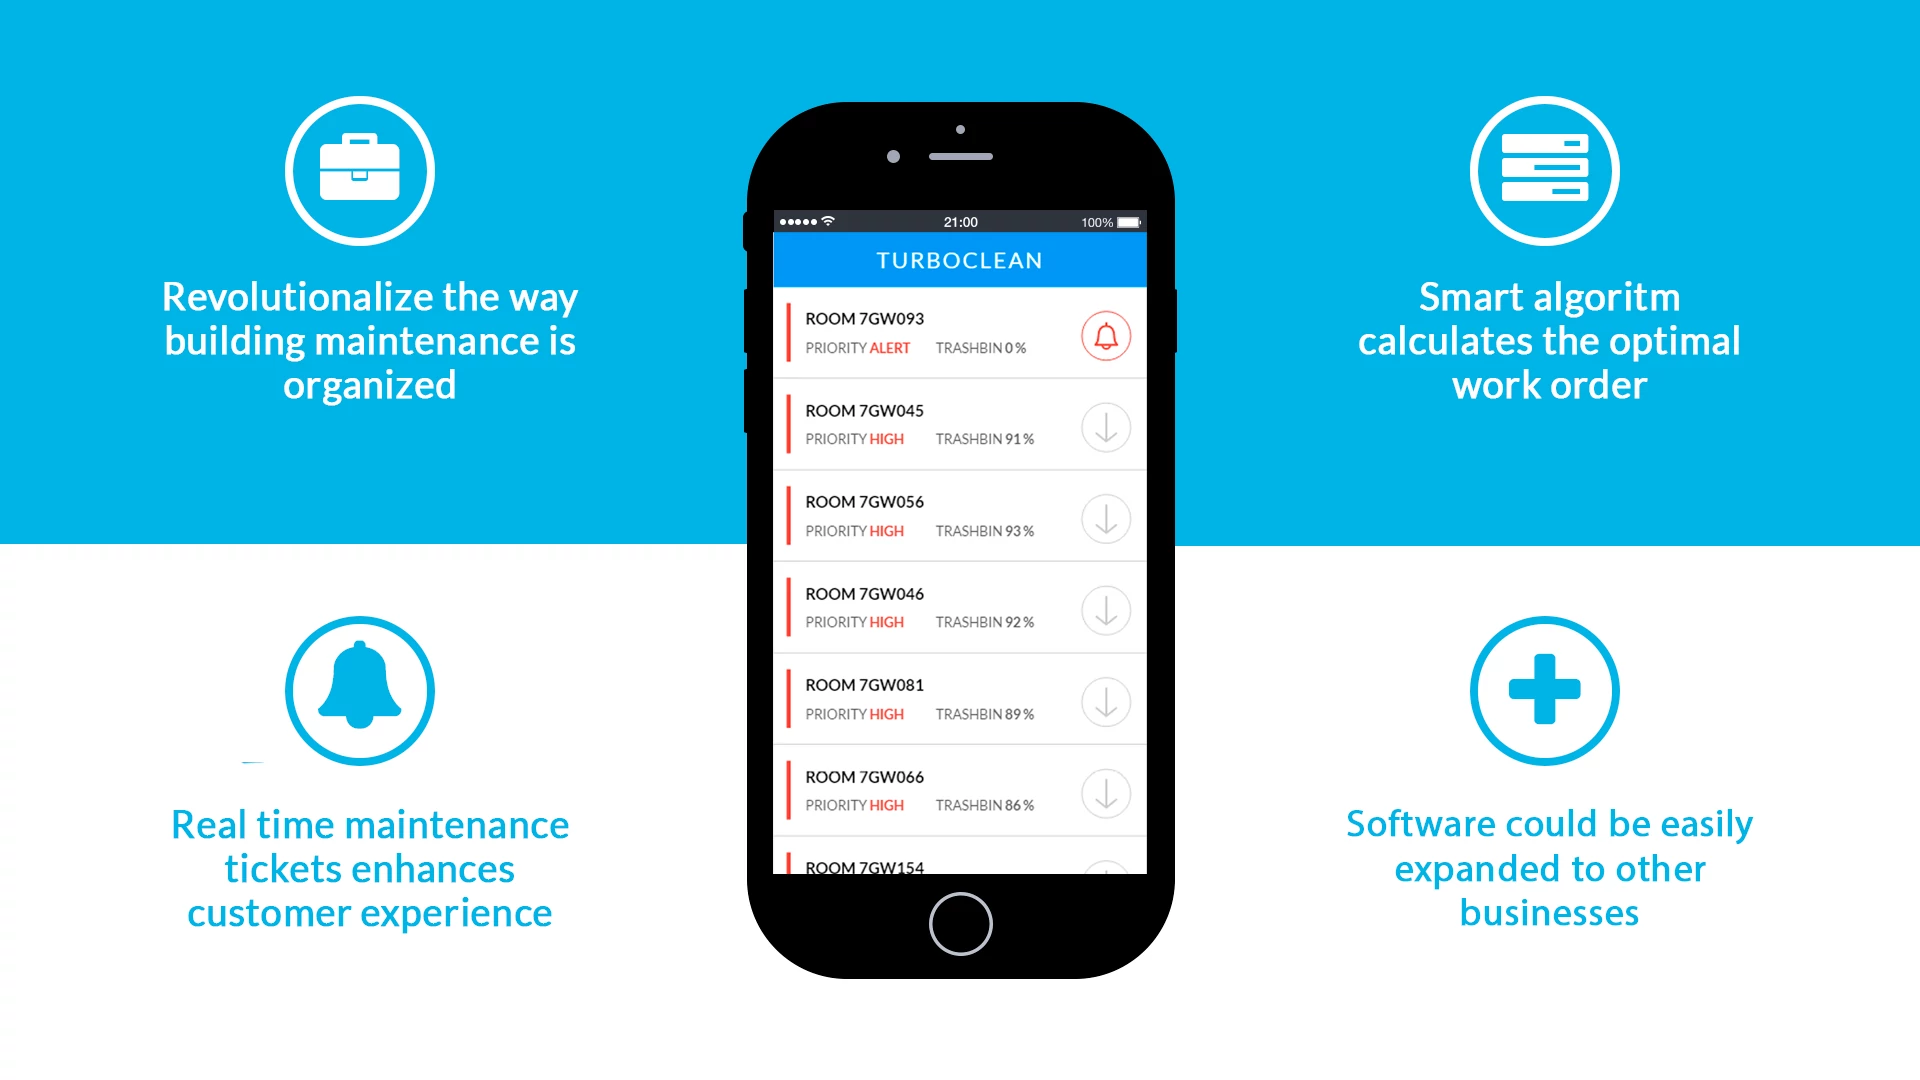 Revolutionalize the way
building maintenance is
organized
Smart algoritm
calculates the optimal
work order
21:00
100%
TURBOCLEAN
ROOM 7GW093
PRIORITY ALERT TRASHBIN 0 %
ROOM 7GW045
PRIORITY HIGH TRASHBIN 91 %
ROOM 7GW056
PRIORITY HIGH TRASHBIN 93 %
ROOM 7GW046
PRIORITY HIGH TRASHBIN 92 %
ROOM 7GW081
PRIORITY HIGH TRASHBIN 89 %
ROOM 7GW066
PRIORITY HIGH TRASHBIN 86 %
ROOM 7GW154
Real time maintenance
tickets enhances
customer experience
Software could be easily
expanded to other
businesses